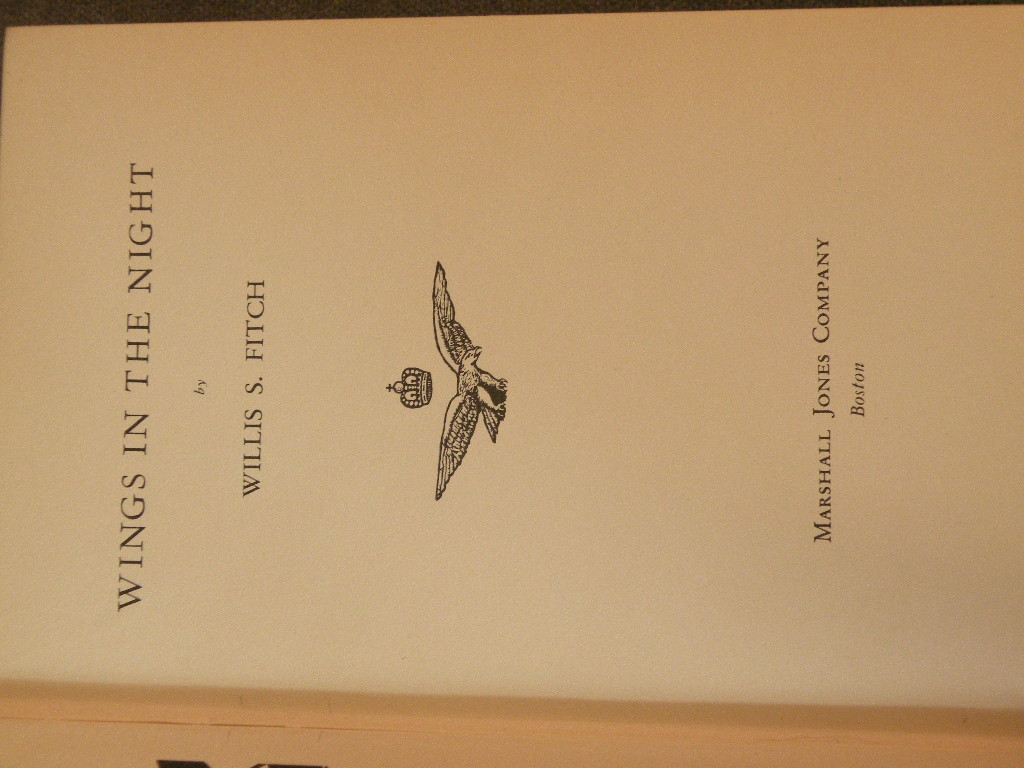 WINGS IN THE NIGHT
by
WILLIS S. FITCH
MARSHALL JONES COMPANY
Boston